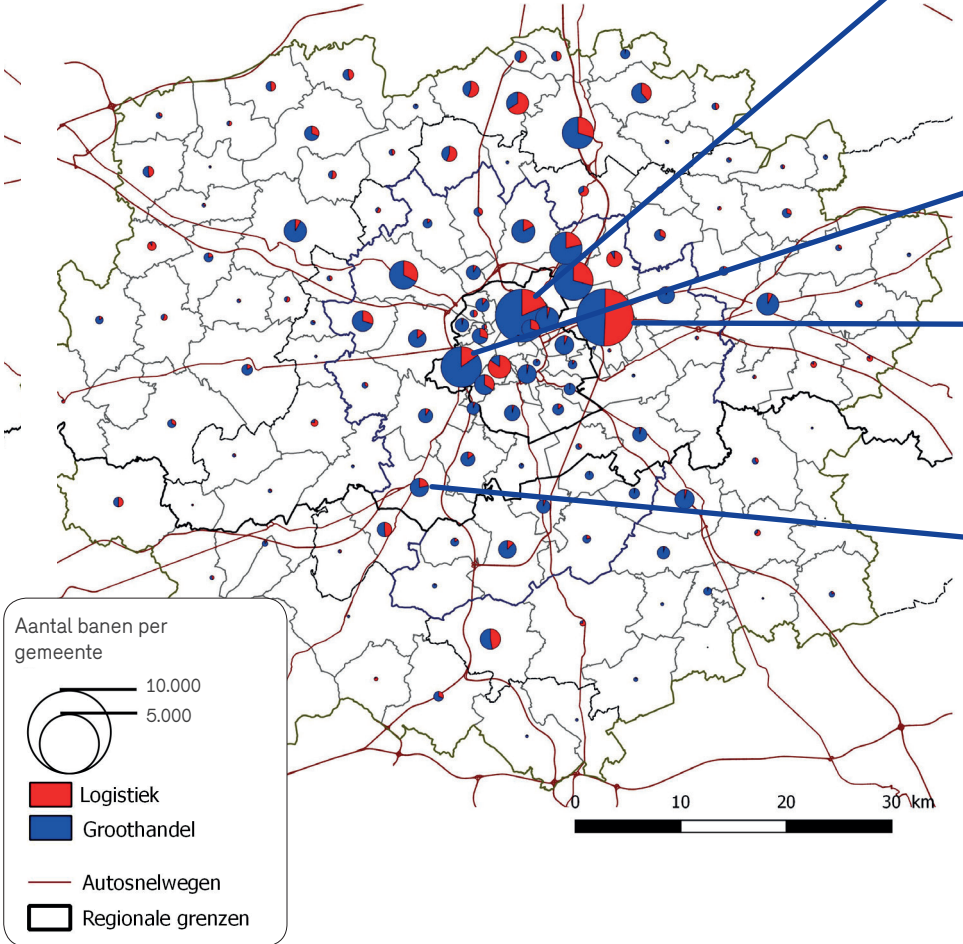 Aantal banen per
gemeente
10.000
5.000
Logistiek
Groothandel
Autosnelwegen
Regionale grenzen
0 10 20 30 km